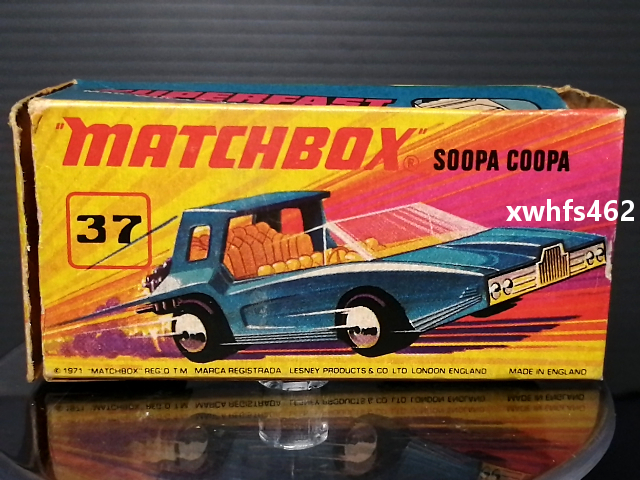 SUPERFAST
"MATCHBOX"® SOOPA COOPA
xwhfs462
37
© 1971 "MATCHBOX" REG'D T M MARCA REGISTRADA LESNEY PRODUCTS & CO LTD LONDON ENGLAND MADE IN ENGLAND